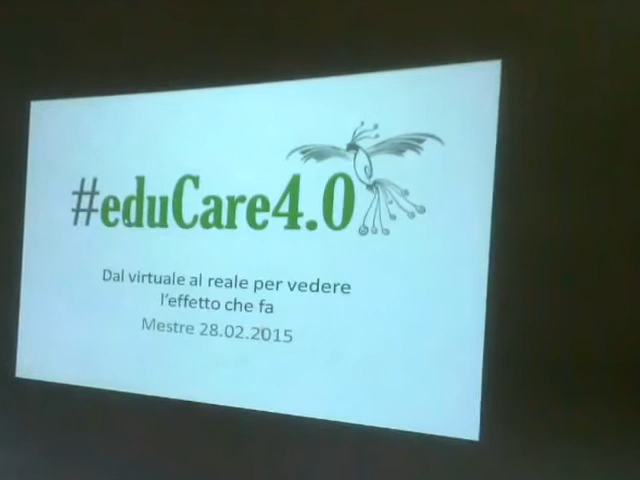 #eduCare4.0
Dal virtuale al reale per vedere
l'effetto che fa
Mestre 28.02.2015